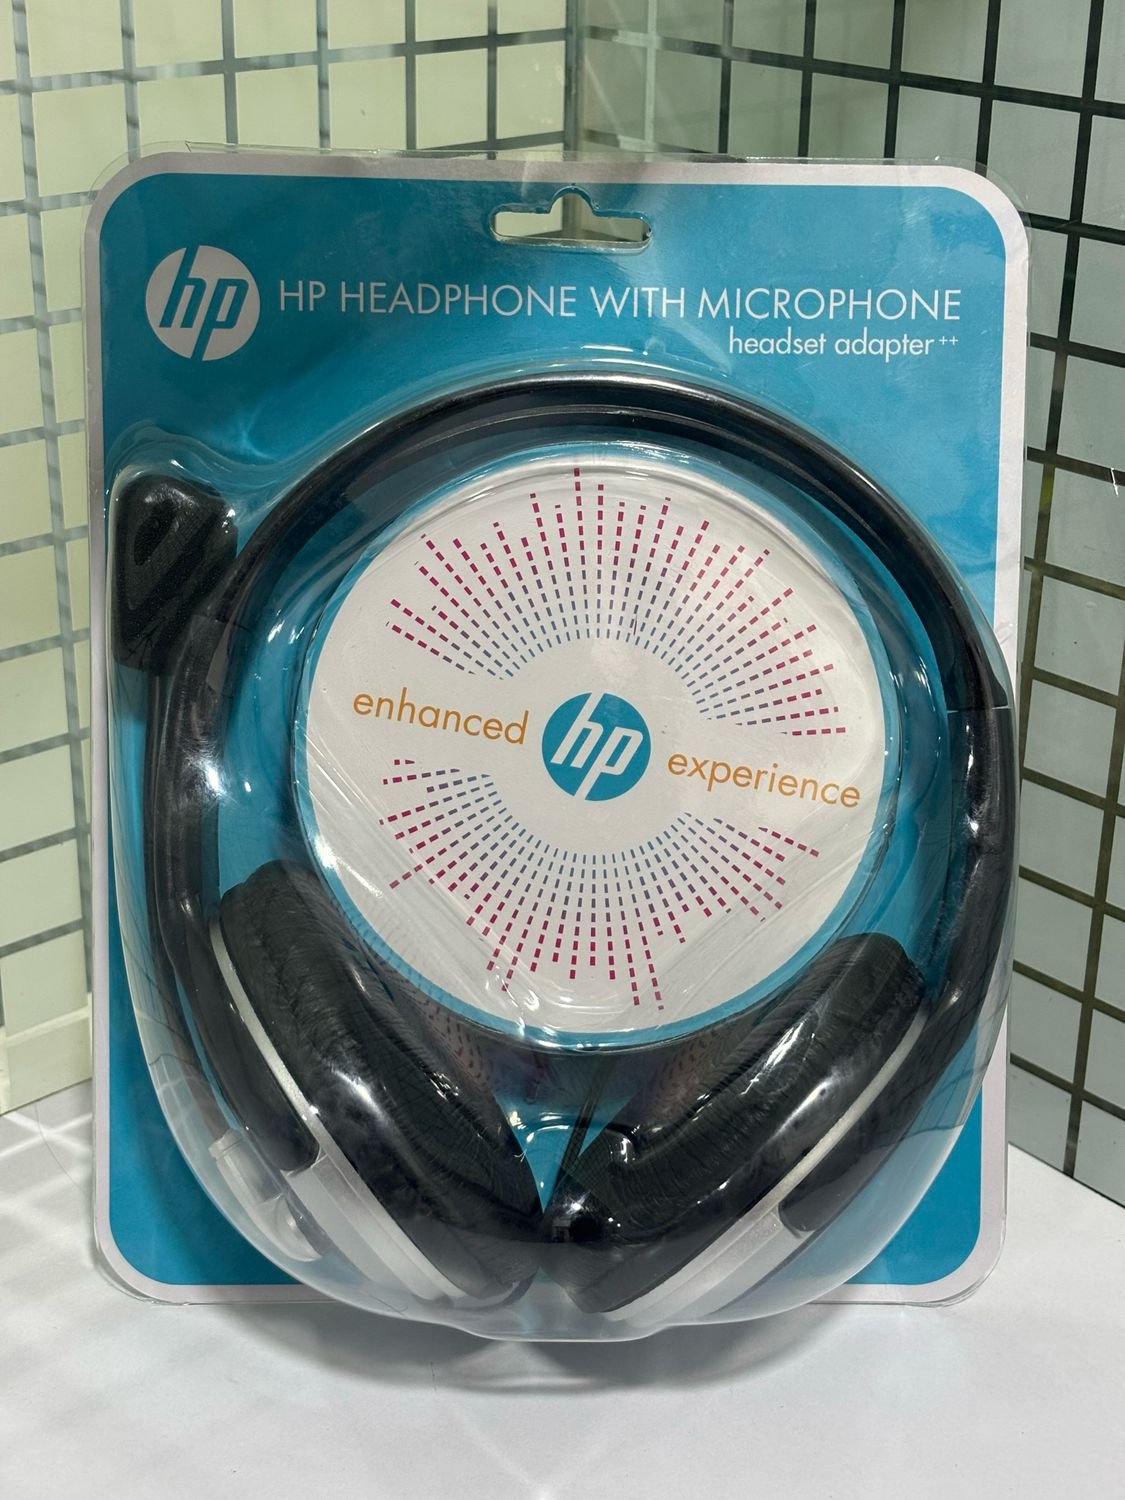 hp
HP HEADPHONE WITH MICROPHONE
headset adapter++
enhanced hp experience